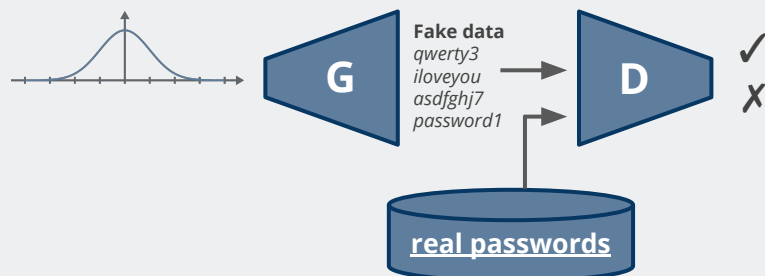 G
Fake data
qwerty3
iloveyou
asdfghj7
password1
D
✓
✗
real passwords